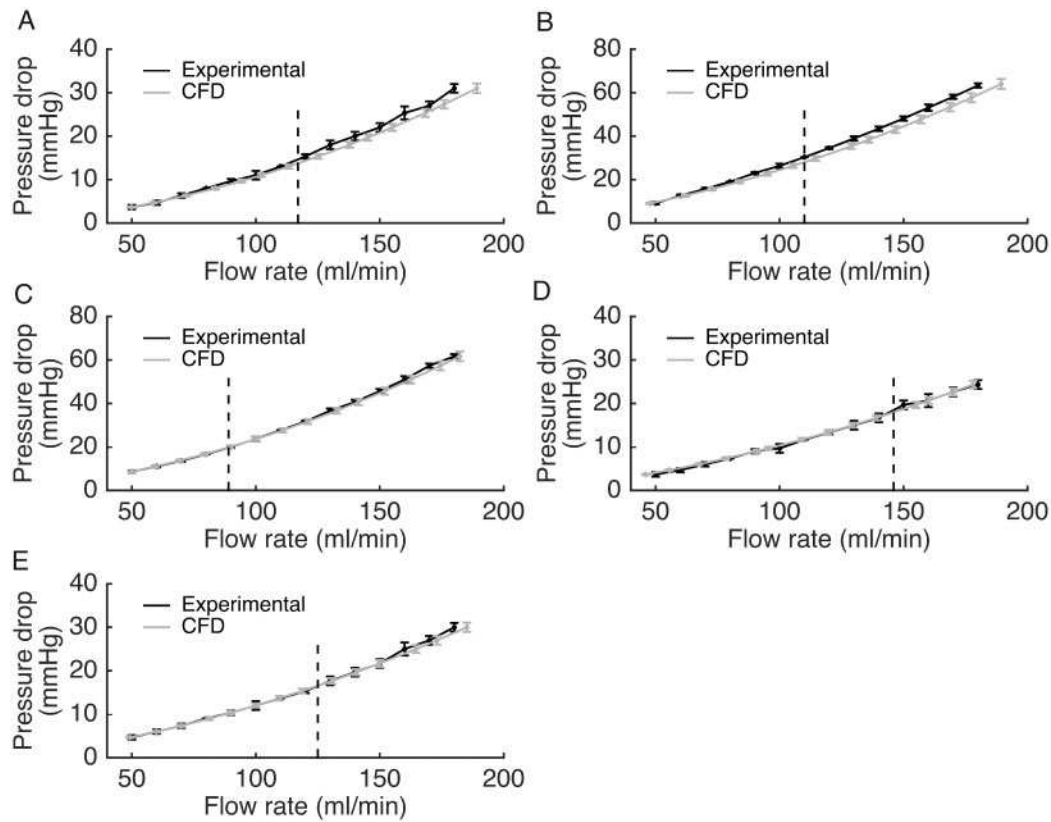 A
Pressure drop
(mmHg)
40
30
20
10
0
Experimental
CFD
50
100
150
200
Flow rate (ml/min)
B
Pressure drop
(mmHg)
80
60
40
20
0
Experimental
CFD
50
100
150
200
Flow rate (ml/min)
C
Pressure drop
(mmHg)
80
60
40
20
0
Experimental
CFD
50
100
150
200
Flow rate (ml/min)
D
Pressure drop
(mmHg)
40
30
20
10
0
Experimental
CFD
50
100
150
200
Flow rate (ml/min)
E
Pressure drop
(mmHg)
40
30
20
10
0
Experimental
CFD
50
100
150
200
Flow rate (ml/min)